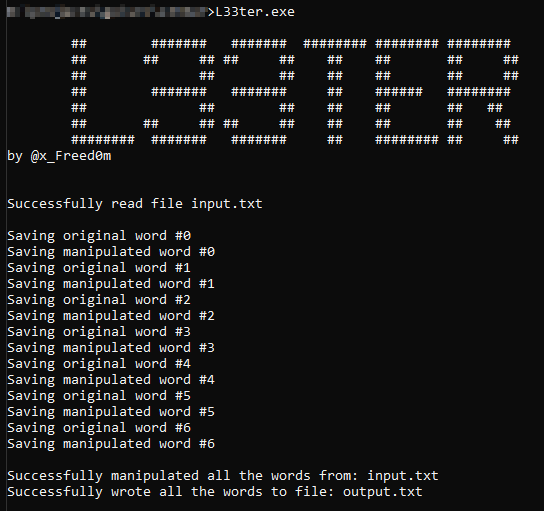 >L33ter.exe
L33TER
by @x_Freed0m
Successfully read file input.txt
Saving original word #0
Saving manipulated word #0
Saving original word #1
Saving manipulated word #1
Saving original word #2
Saving manipulated word #2
Saving original word #3
Saving manipulated word #3
Saving original word #4
Saving manipulated word #4
Saving original word #5
Saving manipulated word #5
Saving original word #6
Saving manipulated word #6
Successfully manipulated all the words from: input.txt
Successfully wrote all the words to file: output.txt